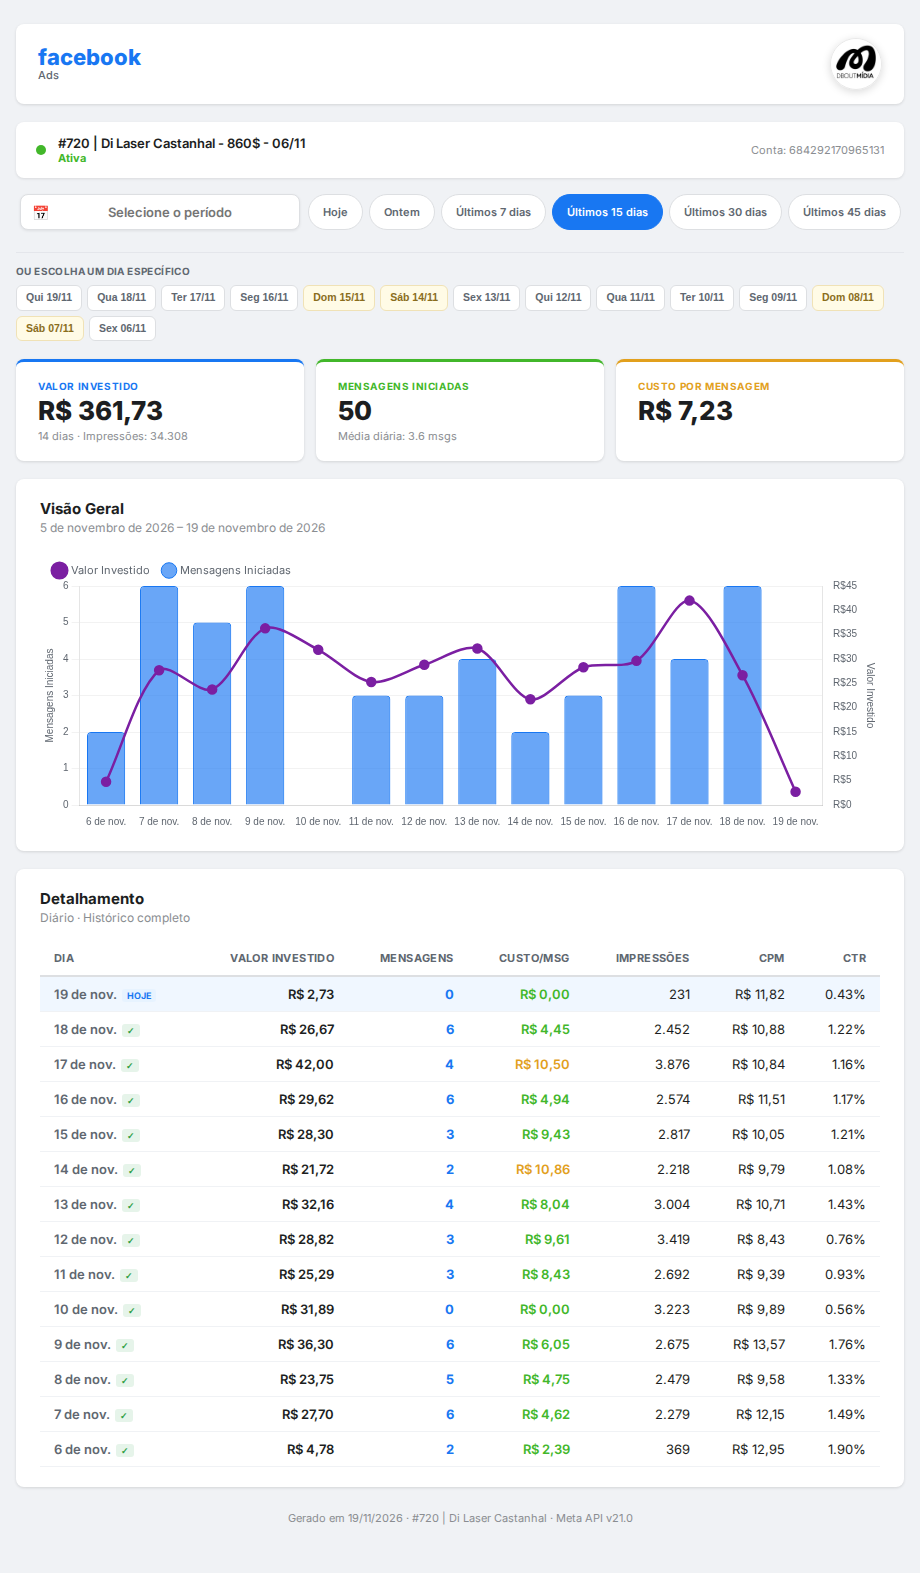 facebook
Ads
DBOUTMÍDIA
#720 | Di Laser Castanhal - 860$ - 06/11
Ativa
Conta: 684292170965131
Selecione o período
Hoje
Ontem
Últimos 7 dias
Últimos 15 dias
Últimos 30 dias
Últimos 45 dias
OU ESCOLHA UM DIA ESPECÍFICO
Qui 19/11
Qua 18/11
Ter 17/11
Seg 16/11
Dom 15/11
Sáb 14/11
Sex 13/11
Qui 12/11
Qua 11/11
Ter 10/11
Seg 09/11
Dom 08/11
Sáb 07/11
Sex 06/11
VALOR INVESTIDO
R$ 361,73
14 dias · Impressões: 34.308
MENSAGENS INICIADAS
50
Média diária: 3.6 msgs
CUSTO POR MENSAGEM
R$ 7,23
Visão Geral
5 de novembro de 2026 – 19 de novembro de 2026
Valor Investido
Mensagens Iniciadas
Mensagens Iniciadas
6
5
4
3
2
1
0
R$45
R$40
R$35
R$30
R$25
R$20
R$15
R$10
R$5
R$0
Valor Investido
6 de nov.
7 de nov.
8 de nov.
9 de nov.
10 de nov.
11 de nov.
12 de nov.
13 de nov.
14 de nov.
15 de nov.
16 de nov.
17 de nov.
18 de nov.
19 de nov.
Detalhamento
Diário · Histórico completo
DIA VALOR INVESTIDO MENSAGENS CUSTO/MSG IMPRESSÕES CPM CTR
19 de nov. HOJE R$ 2,73 0 R$ 0,00 231 R$ 11,82 0.43%
18 de nov. ✓ R$ 26,67 6 R$ 4,45 2.452 R$ 10,88 1.22%
17 de nov. ✓ R$ 42,00 4 R$ 10,50 3.876 R$ 10,84 1.16%
16 de nov. ✓ R$ 29,62 6 R$ 4,94 2.574 R$ 11,51 1.17%
15 de nov. ✓ R$ 28,30 3 R$ 9,43 2.817 R$ 10,05 1.21%
14 de nov. ✓ R$ 21,72 2 R$ 10,86 2.218 R$ 9,79 1.08%
13 de nov. ✓ R$ 32,16 4 R$ 8,04 3.004 R$ 10,71 1.43%
12 de nov. ✓ R$ 28,82 3 R$ 9,61 3.419 R$ 8,43 0.76%
11 de nov. ✓ R$ 25,29 3 R$ 8,43 2.692 R$ 9,39 0.93%
10 de nov. ✓ R$ 31,89 0 R$ 0,00 3.223 R$ 9,89 0.56%
9 de nov. ✓ R$ 36,30 6 R$ 6,05 2.675 R$ 13,57 1.76%
8 de nov. ✓ R$ 23,75 5 R$ 4,75 2.479 R$ 9,58 1.33%
7 de nov. ✓ R$ 27,70 6 R$ 4,62 2.279 R$ 12,15 1.49%
6 de nov. ✓ R$ 4,78 2 R$ 2,39 369 R$ 12,95 1.90%
Gerado em 19/11/2026 · #720 | Di Laser Castanhal · Meta API v21.0